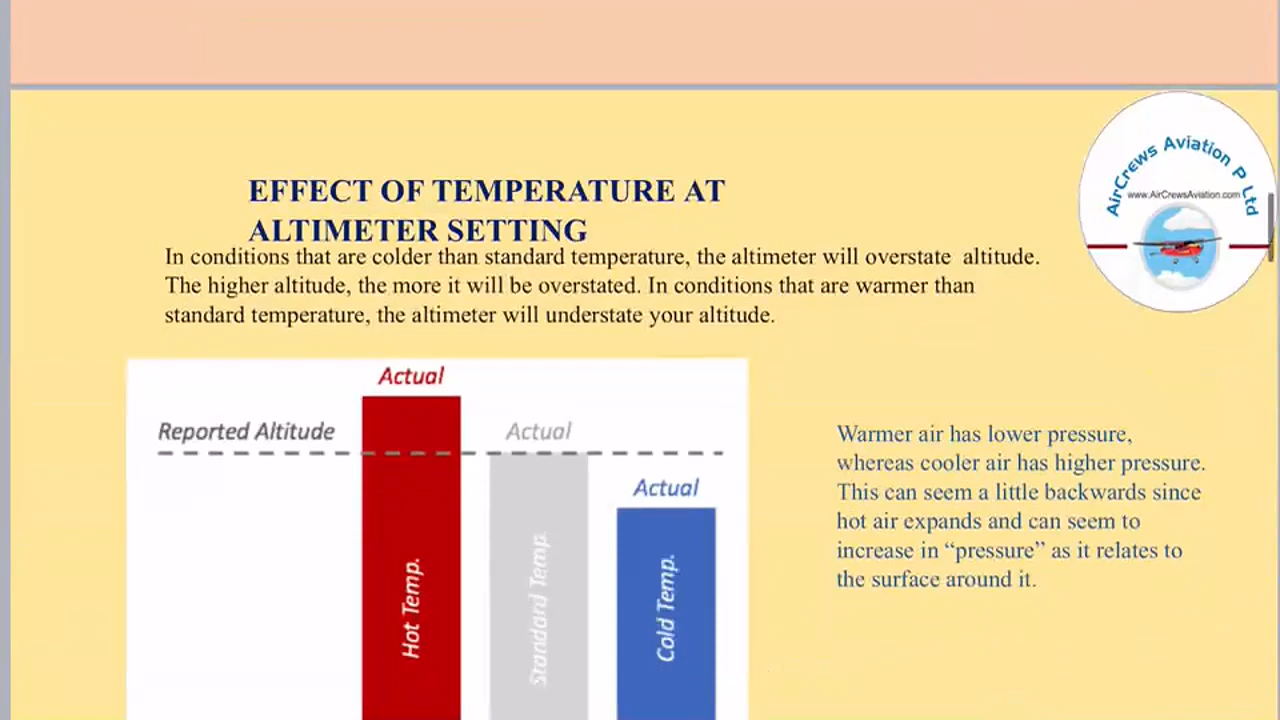 AirCrews Aviation P Ltd
www.AirCrewsAviation.com
EFFECT OF TEMPERATURE AT
ALTIMETER SETTING
In conditions that are colder than standard temperature, the altimeter will overstate altitude.
The higher altitude, the more it will be overstated. In conditions that are warmer than
standard temperature, the altimeter will understate your altitude.
Actual
Reported Altitude
Actual
Actual
Hot Temp.
Standard Temp.
Cold Temp.
Warmer air has lower pressure,
whereas cooler air has higher pressure.
This can seem a little backwards since
hot air expands and can seem to
increase in “pressure” as it relates to
the surface around it.